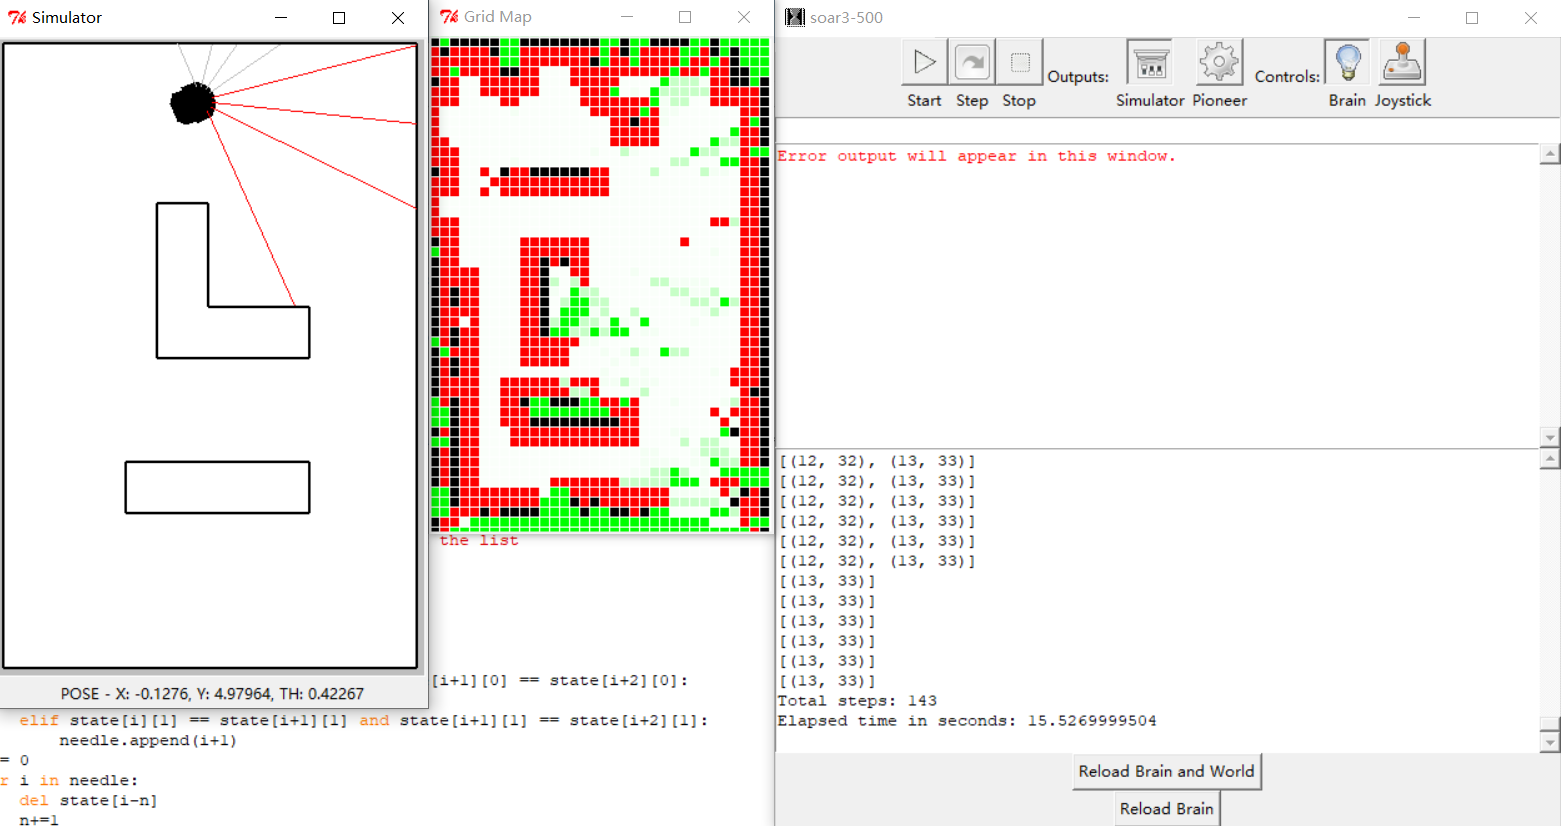 Simulator
Grid Map
soar3-500
Start
Step
Stop
Outputs:
Simulator
Pioneer
Controls:
Brain
Joystick
Error output will appear in this window.
[(12, 32), (13, 33)]
[(12, 32), (13, 33)]
[(12, 32), (13, 33)]
[(12, 32), (13, 33)]
[(12, 32), (13, 33)]
[(12, 32), (13, 33)]
[(13, 33)]
[(13, 33)]
[(13, 33)]
[(13, 33)]
[(13, 33)]
[(13, 33)]
Total steps: 143
Elapsed time in seconds: 15.5269999504
Reload Brain and World
Reload Brain
POSE - X: -0.1276, Y: 4.97964, TH: 0.42267
the list
[i+1][0] == state[i+2][0]:
elif state[i][1] == state[i+1][1] and state[i+1][1] == state[i+2][1]:
needle.append(i+1)
= 0
r i in needle:
del state[i-n]
n+=1